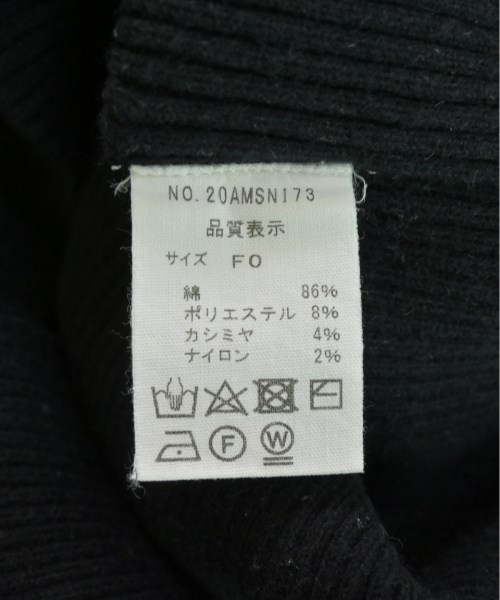 NO. 20AMSN173
品質表示
サイズ FO
綿 86%
ポリエステル 8%
カシミヤ 4%
ナイロン 2%
F W